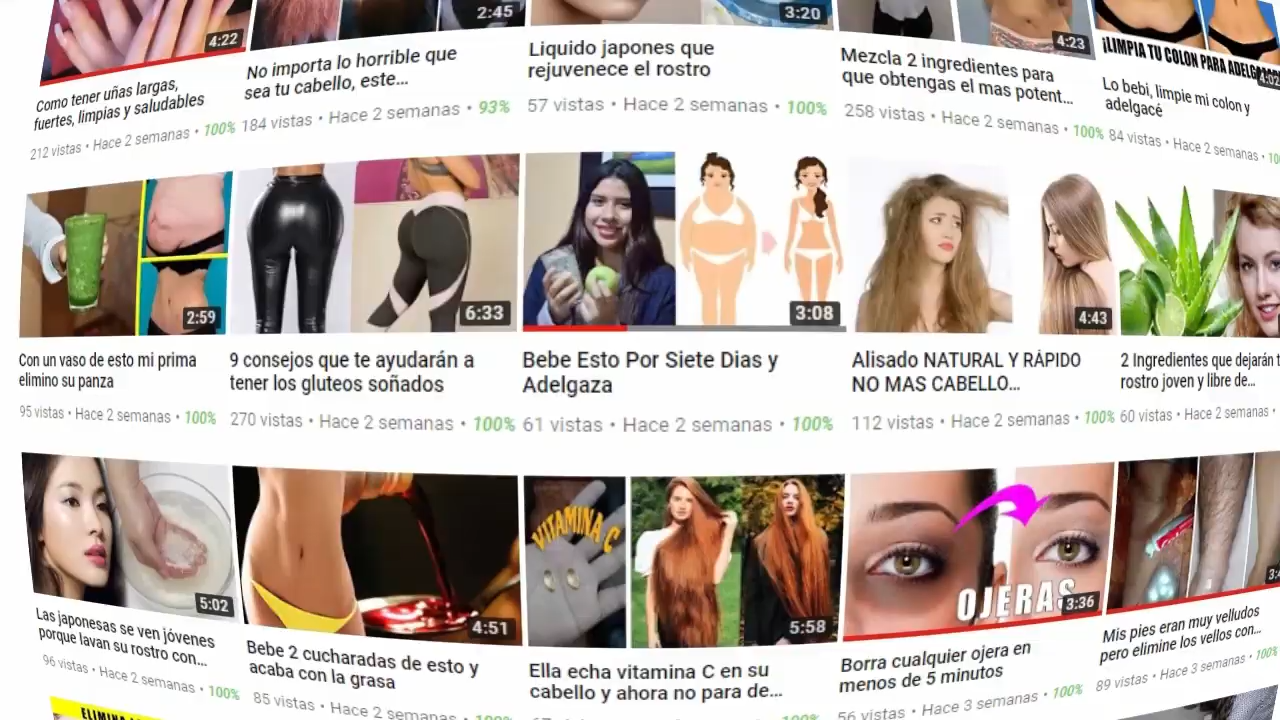 4:22
2:45
3:20
4:23
¡LIMPIA TU COLON PARA ADELGAZAR
4:02
Como tener uñas largas,
fuertes, limpias y saludables
212 vistas • Hace 2 semanas • 100%
No importa lo horrible que
sea tu cabello, este...
184 vistas • Hace 2 semanas • 93%
Liquido japones que
rejuvenece el rostro
57 vistas • Hace 2 semanas • 100%
Mezcla 2 ingredientes para
que obtengas el mas potent...
258 vistas • Hace 2 semanas • 100%
Lo bebi, limpie mi colon y
adelgacé
84 vistas • Hace 2 semanas •
2:59
6:33
3:08
4:43
Con un vaso de esto mi prima
elimino su panza
95 vistas • Hace 2 semanas • 100%
9 consejos que te ayudarán a
tener los gluteos soñados
270 vistas • Hace 2 semanas • 100%
Bebe Esto Por Siete Dias y
Adelgaza
61 vistas • Hace 2 semanas • 100%
Alisado NATURAL Y RÁPIDO
NO MAS CABELLO...
112 vistas • Hace 2 semanas • 100%
2 Ingredientes que dejarán t
rostro joven y libre de...
60 vistas • Hace 2 semanas •
5:02
4:51
VITAMINA C
5:58
OJERAS
3:36
Las japonesas se ven jóvenes
porque lavan su rostro con...
96 vistas • Hace 2 semanas • 100%
Bebe 2 cucharadas de esto y
acaba con la grasa
85 vistas • Hace 2 semanas • 100%
Ella echa vitamina C en su
cabello y ahora no para de...
Borra cualquier ojera en
menos de 5 minutos
56 vistas • Hace 3 semanas • 100%
Mis pies eran muy velludos
pero elimine los vellos con...
89 vistas • Hace 3 semanas • 100%